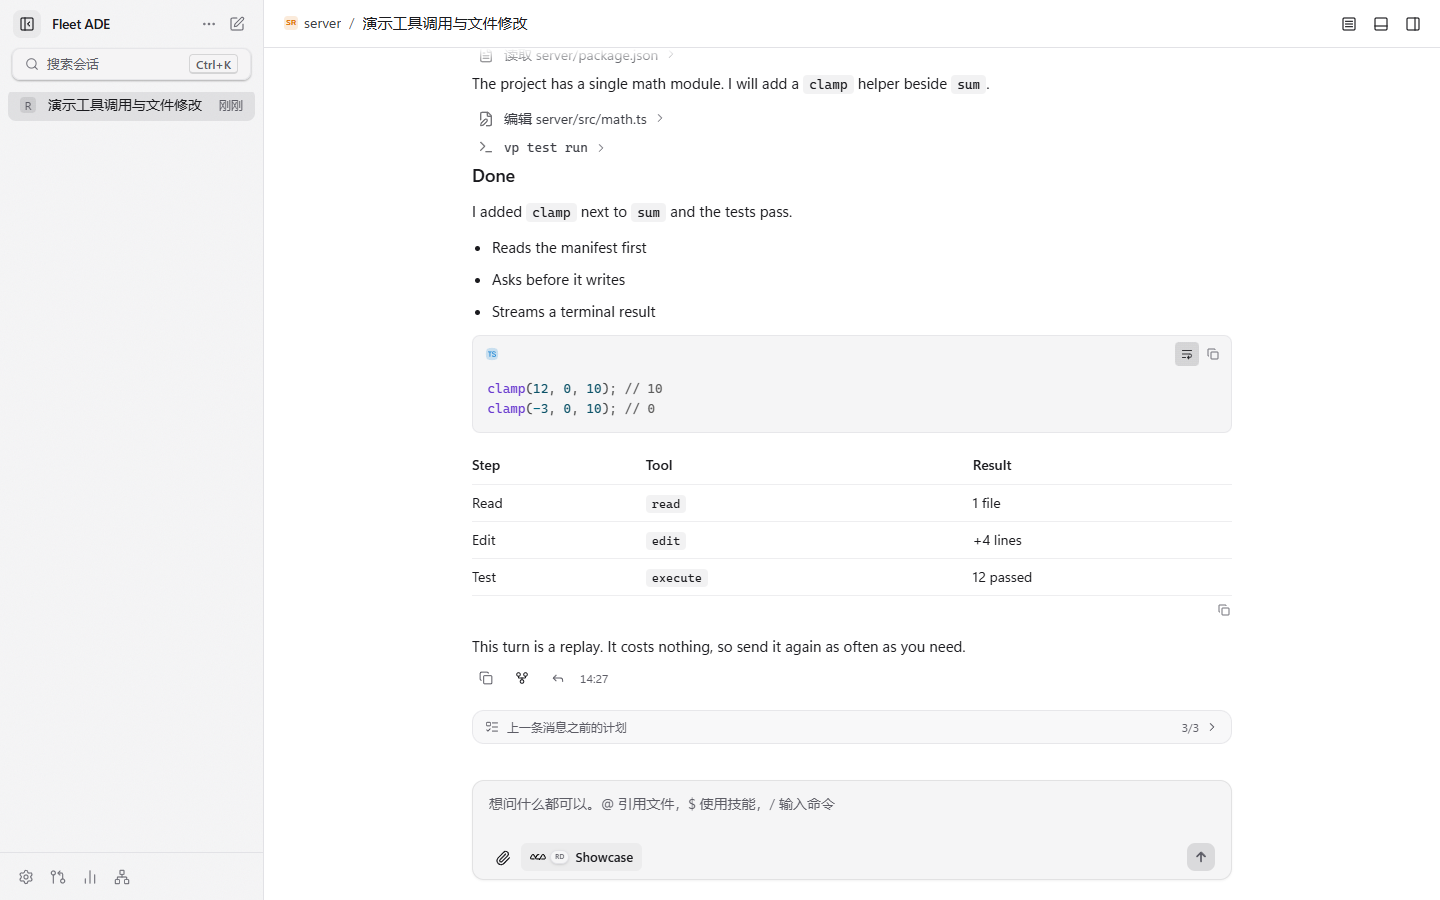 Fleet ADE
搜索会话
Ctrl+K
R 演示工具调用与文件修改 刚刚
SR server / 演示工具调用与文件修改
读取 server/package.json
The project has a single math module. I will add a clamp helper beside sum.
编辑 server/src/math.ts
vp test run
Done
I added clamp next to sum and the tests pass.
• Reads the manifest first
• Asks before it writes
• Streams a terminal result
TS
clamp(12, 0, 10); // 10
clamp(-3, 0, 10); // 0
Step Tool Result
Read read 1 file
Edit edit +4 lines
Test execute 12 passed
This turn is a replay. It costs nothing, so send it again as often as you need.
14:27
上一条消息之前的计划 3/3
想问什么都可以。@ 引用文件，$ 使用技能，/ 输入命令
RD Showcase